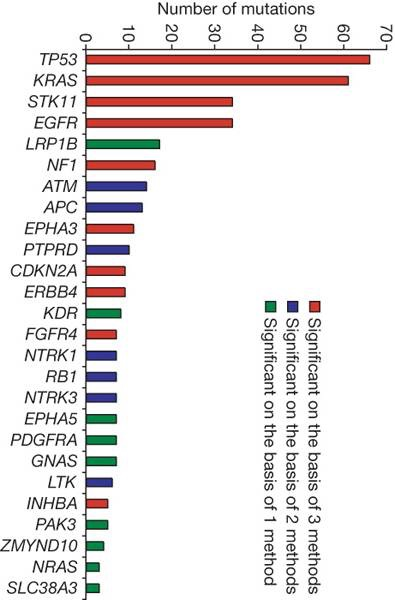 Number of mutations
0 10 20 30 40 50 60 70
TP53
KRAS
STK11
EGFR
LRP1B
NF1
ATM
APC
EPHA3
PTPRD
CDKN2A
ERBB4
KDR
FGFR4
NTRK1
RB1
NTRK3
EPHA5
PDGFRA
GNAS
LTK
INHBA
PAK3
ZMYND10
NRAS
SLC38A3
Significant on the basis of 3 methods
Significant on the basis of 2 methods
Significant on the basis of 1 method